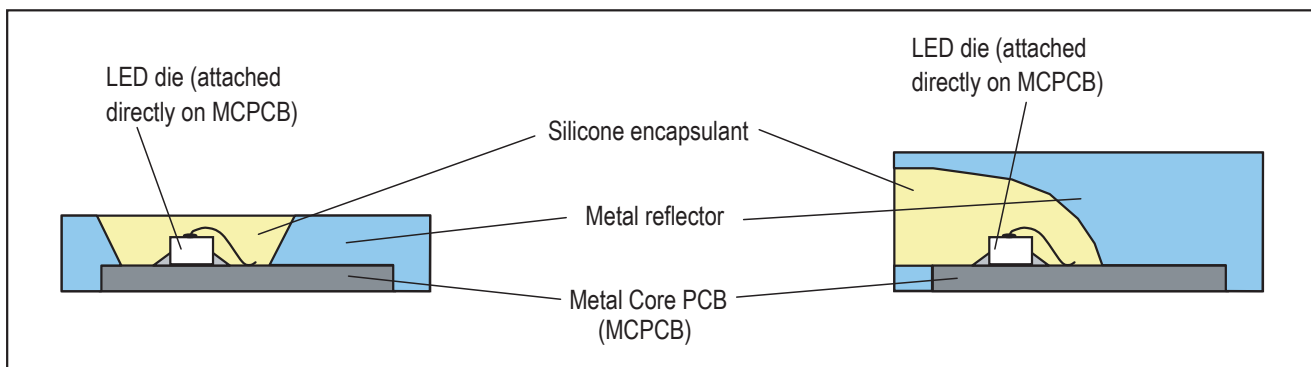 LED die (attached
directly on MCPCB)
Silicone encapsulant
Metal reflector
Metal Core PCB
(MCPCB)
LED die (attached
directly on MCPCB)